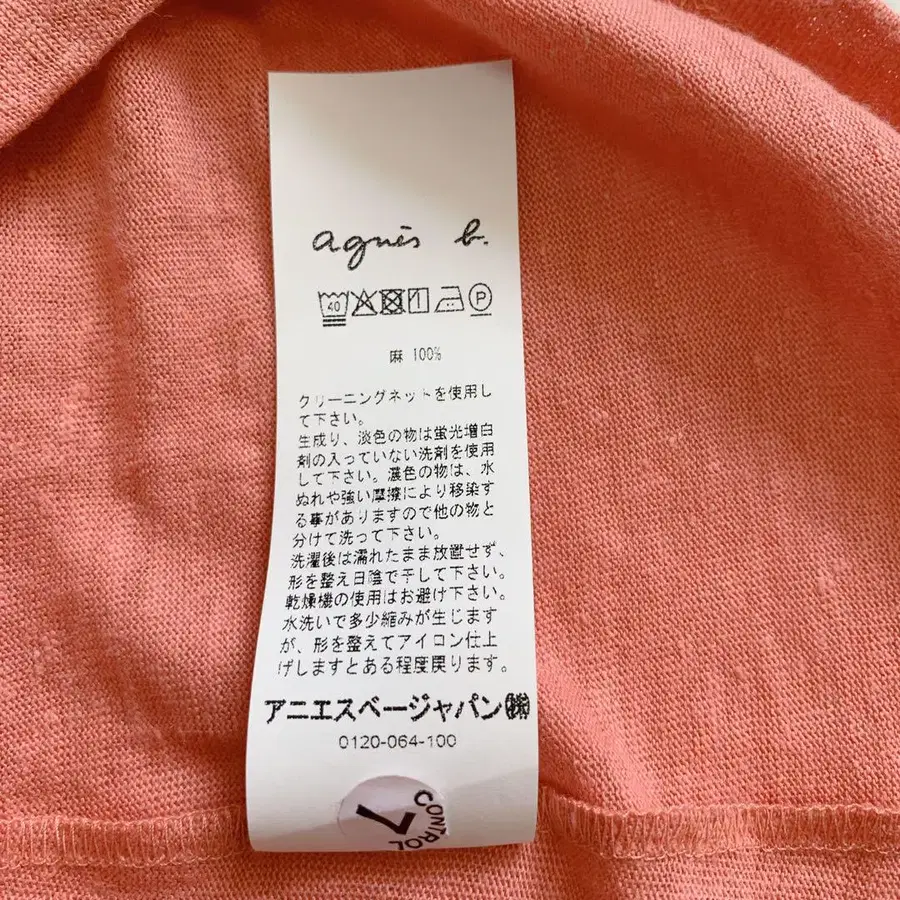 agnès b.
40
P
麻 100%
クリーニングネットを使用し
て下さい。
生成り、淡色の物は蛍光増白
剤の入っていない洗剤を使用
して下さい。濃色の物は、水
ぬれや強い摩擦により移染す
る事がありますので他の物と
分けて洗って下さい。
洗濯後は濡れたまま放置せず、
形を整え日陰で干して下さい。
乾燥機の使用はお避け下さい。
水洗いで多少縮みが生じます
が、形を整えてアイロン仕上
げしますとある程度戻ります。
アニエスベージャパン㈱
0120-064-100
7
CONTROL